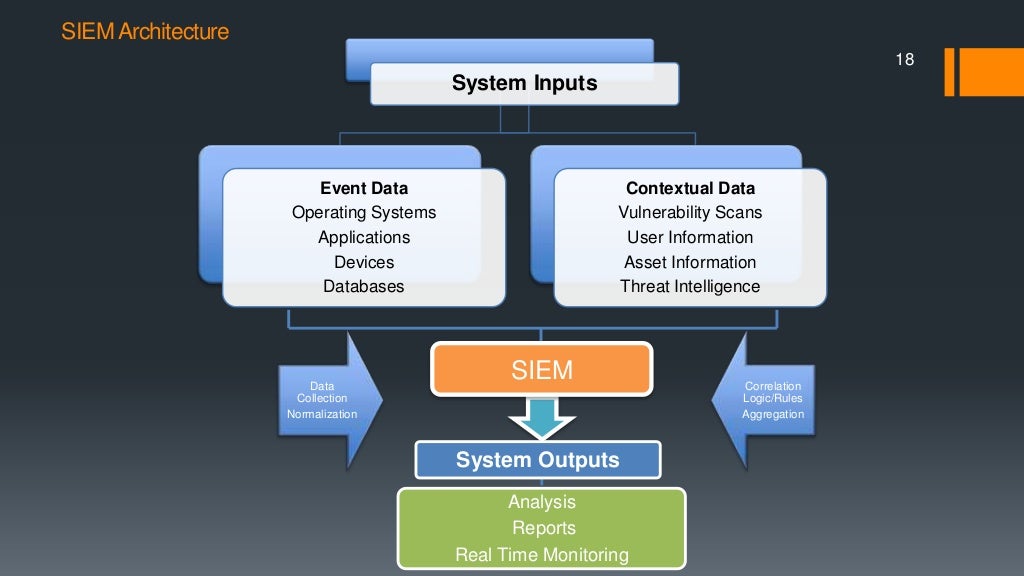 SIEM Architecture
18
System Inputs
Event Data
Operating Systems
Applications
Devices
Databases
Contextual Data
Vulnerability Scans
User Information
Asset Information
Threat Intelligence
SIEM
Data
Collection
Normalization
Correlation
Logic/Rules
Aggregation
System Outputs
Analysis
Reports
Real Time Monitoring